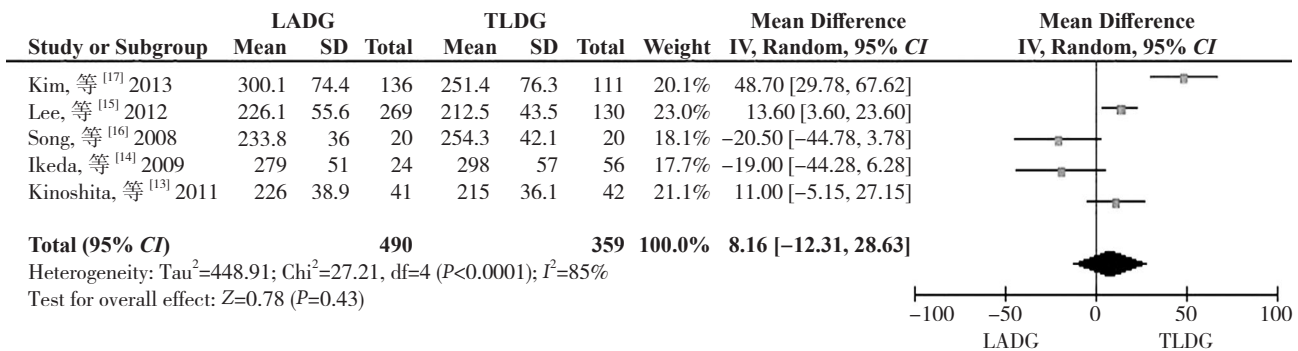 LADG TLDG Mean Difference Mean Difference
Study or Subgroup Mean SD Total Mean SD Total Weight IV, Random, 95% CI IV, Random, 95% CI
Kim, 等 [17] 2013 300.1 74.4 136 251.4 76.3 111 20.1% 48.70 [29.78, 67.62]
Lee, 等 [15] 2012 226.1 55.6 269 212.5 43.5 130 23.0% 13.60 [3.60, 23.60]
Song, 等 [16] 2008 233.8 36 20 254.3 42.1 20 18.1% −20.50 [−44.78, 3.78]
Ikeda, 等 [14] 2009 279 51 24 298 57 56 17.7% −19.00 [−44.28, 6.28]
Kinoshita, 等 [13] 2011 226 38.9 41 215 36.1 42 21.1% 11.00 [−5.15, 27.15]
Total (95% CI) 490 359 100.0% 8.16 [−12.31, 28.63]
Heterogeneity: Tau²=448.91; Chi²=27.21, df=4 (P<0.0001); I²=85%
Test for overall effect: Z=0.78 (P=0.43)
−100 −50 0 50 100
LADG TLDG